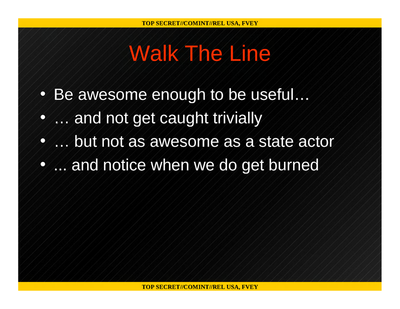 TOP SECRET//COMINT//REL USA, FVEY
Walk The Line
• Be awesome enough to be useful…
• … and not get caught trivially
• … but not as awesome as a state actor
• ... and notice when we do get burned
TOP SECRET//COMINT//REL USA, FVEY